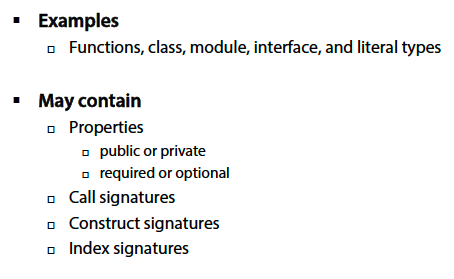 Examples
Functions, class, module, interface, and literal types
May contain
Properties
public or private
required or optional
Call signatures
Construct signatures
Index signatures